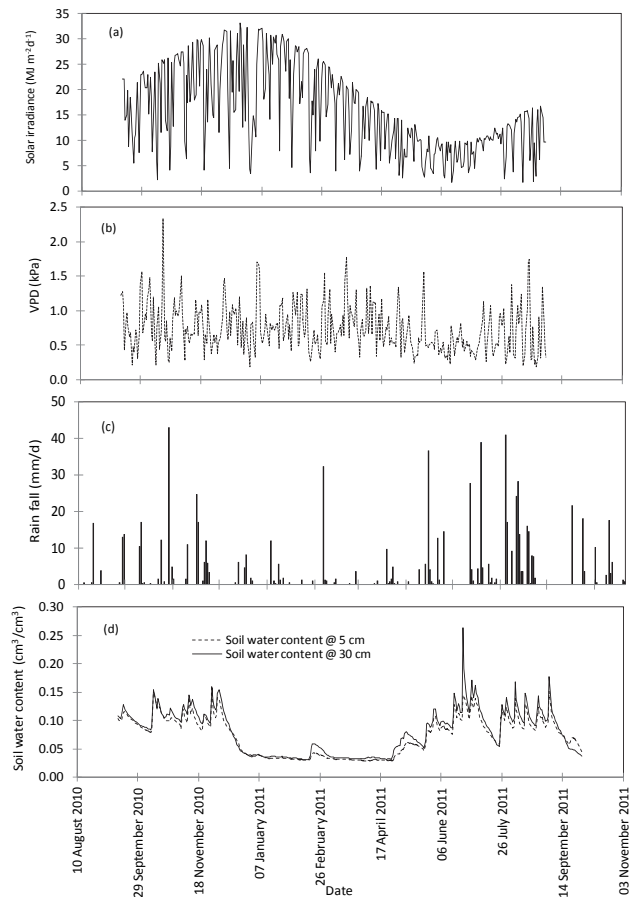 35
30
25
20
15
10
5
0
Solar irradiance (MJ m⁻²d⁻¹)
(a)
2.5
2.0
1.5
1.0
0.5
0.0
VPD (kPa)
(b)
50
40
30
20
10
0
Rain fall (mm/d)
(c)
0.30
0.25
0.20
0.15
0.10
0.05
0.00
Soil water content (cm³/cm³)
(d)
Soil water content @ 5 cm
Soil water content @ 30 cm
10 August 2010
29 September 2010
18 November 2010
07 January 2011
26 February 2011
17 April 2011
06 June 2011
26 July 2011
14 September 2011
03 November 2011
Date